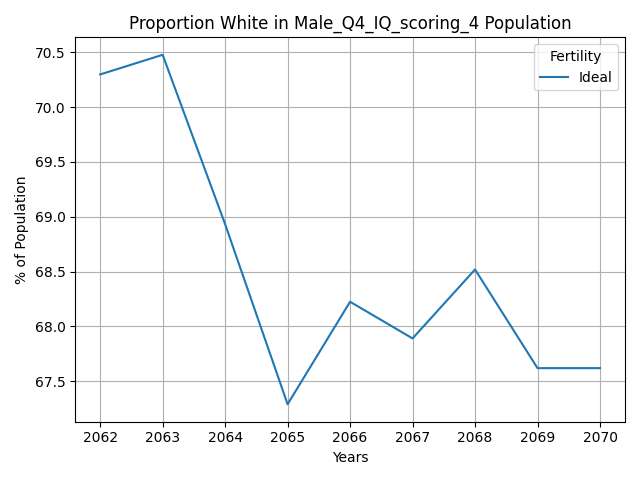 Proportion White in Male_Q4_IQ_scoring_4 Population
Fertility
Ideal
70.5
70.0
69.5
69.0
68.5
68.0
67.5
% of Population
2062 2063 2064 2065 2066 2067 2068 2069 2070
Years